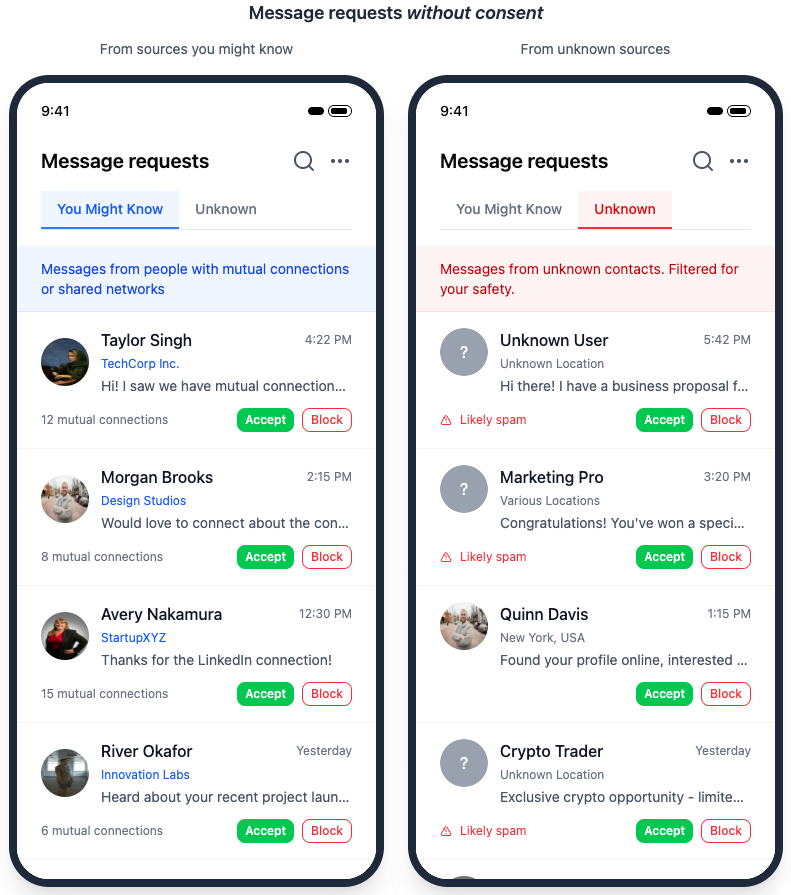 Message requests without consent
From sources you might know
9:41
Message requests
You Might Know
Unknown
Messages from people with mutual connections
or shared networks
Taylor Singh
4:22 PM
TechCorp Inc.
Hi! I saw we have mutual connection...
12 mutual connections
Accept
Block
Morgan Brooks
2:15 PM
Design Studios
Would love to connect about the con...
8 mutual connections
Accept
Block
Avery Nakamura
12:30 PM
StartupXYZ
Thanks for the LinkedIn connection!
15 mutual connections
Accept
Block
River Okafor
Yesterday
Innovation Labs
Heard about your recent project laun...
6 mutual connections
Accept
Block
From unknown sources
9:41
Message requests
You Might Know
Unknown
Messages from unknown contacts. Filtered for
your safety.
?
Unknown User
5:42 PM
Unknown Location
Hi there! I have a business proposal f...
Likely spam
Accept
Block
?
Marketing Pro
3:20 PM
Various Locations
Congratulations! You've won a speci...
Likely spam
Accept
Block
Quinn Davis
1:15 PM
New York, USA
Found your profile online, interested ...
Accept
Block
?
Crypto Trader
Yesterday
Unknown Location
Exclusive crypto opportunity - limite...
Likely spam
Accept
Block